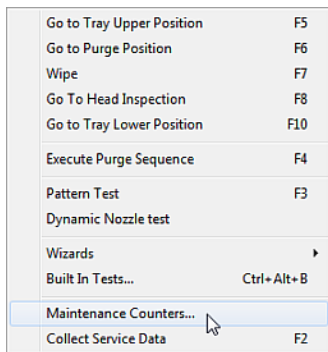 Go to Tray Upper Position F5
Go to Purge Position F6
Wipe F7
Go To Head Inspection F8
Go to Tray Lower Position F10
Execute Purge Sequence F4
Pattern Test F3
Dynamic Nozzle test
Wizards
Built In Tests... Ctrl+Alt+B
Maintenance Counters...
Collect Service Data F2